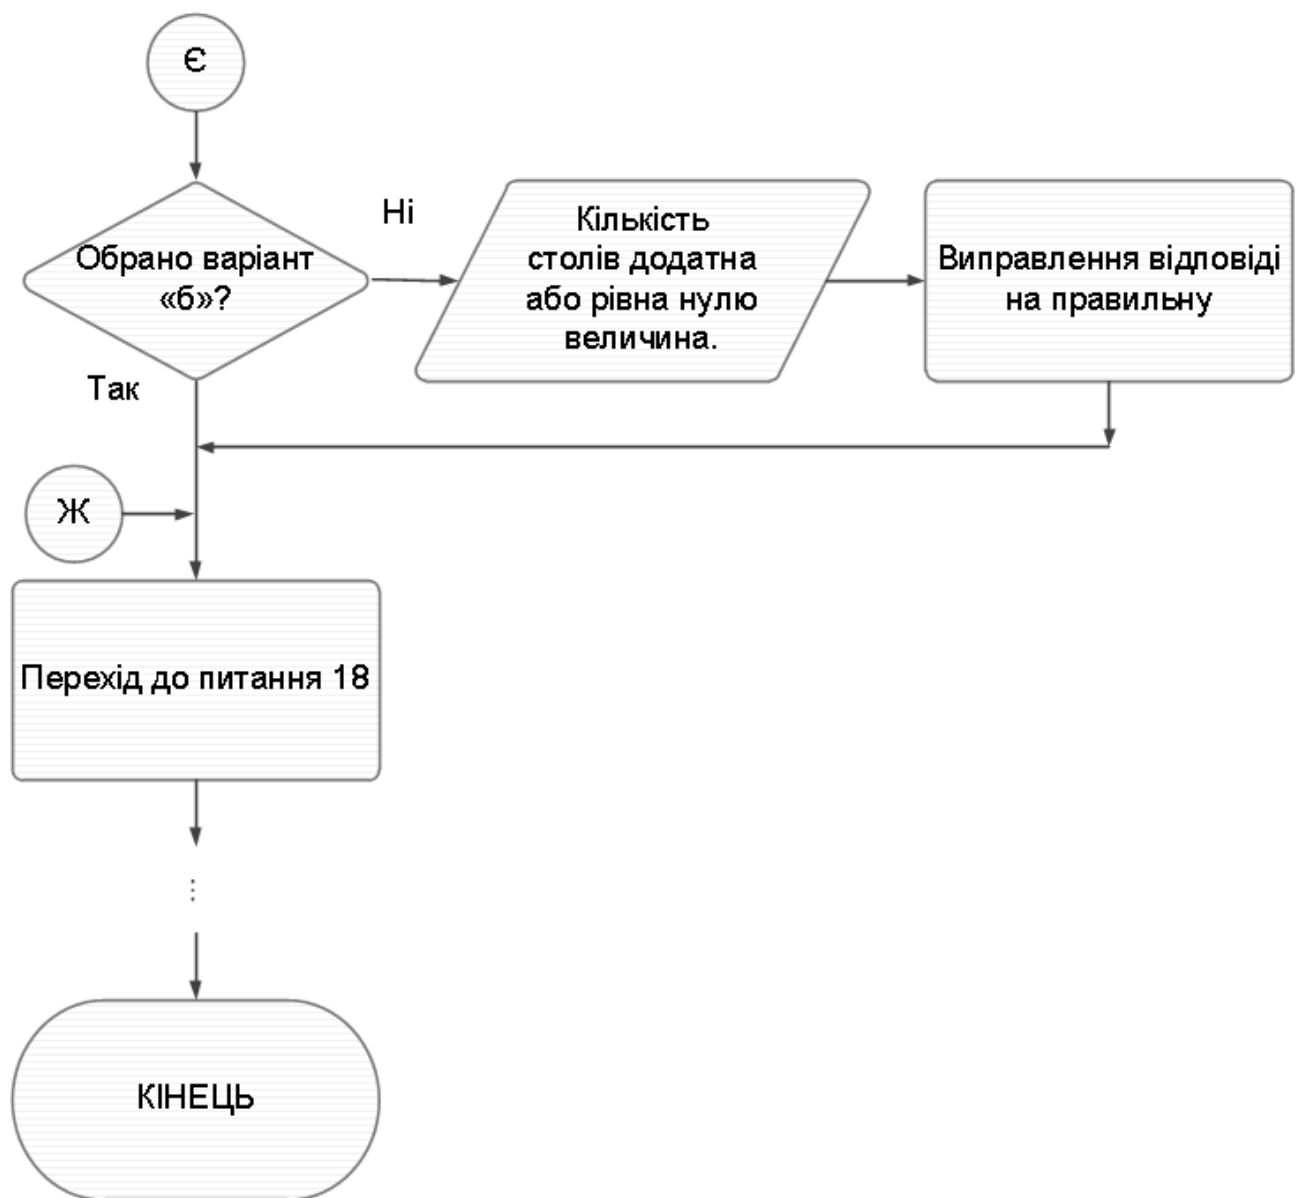 Є
Ні
Обрано варіант
«б»?
Кількість
столів додатна
або рівна нулю
величина.
Виправлення відповіді
на правильну
Так
Ж
Перехід до питання 18
...
КІНЕЦЬ